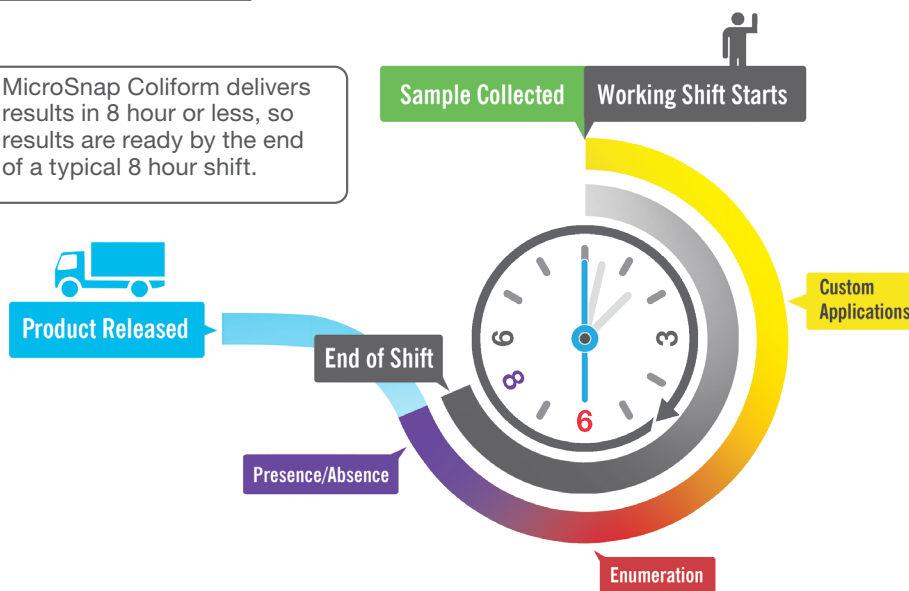 MicroSnap Coliform delivers
results in 8 hour or less, so
results are ready by the end
of a typical 8 hour shift.
Sample Collected
Working Shift Starts
Custom
Applications
Product Released
End of Shift
9
3
8
6
Presence/Absence
Enumeration